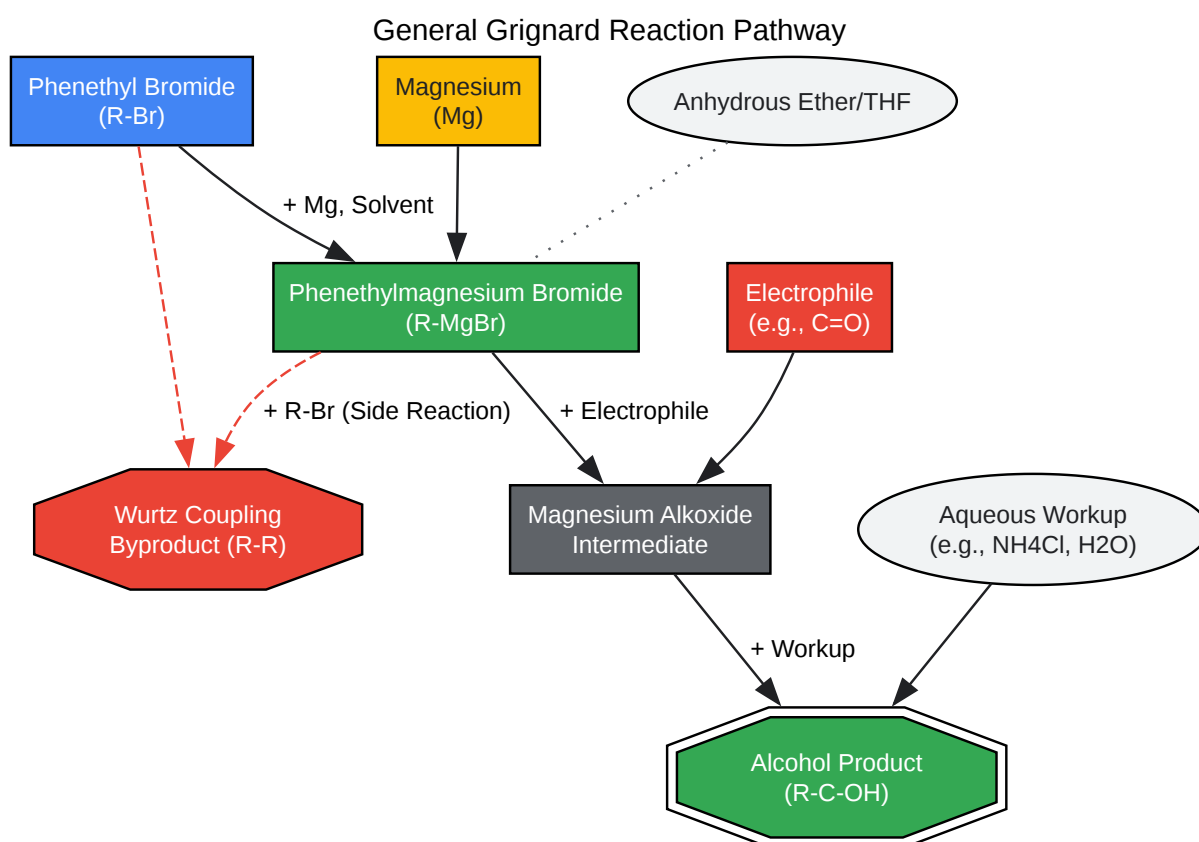 General Grignard Reaction Pathway
Phenethyl Bromide
(R-Br)
Magnesium
(Mg)
Anhydrous Ether/THF
+ Mg, Solvent
Phenethylmagnesium Bromide
(R-MgBr)
Electrophile
(e.g., C=O)
+ R-Br (Side Reaction)
+ Electrophile
Wurtz Coupling
Byproduct (R-R)
Magnesium Alkoxide
Intermediate
Aqueous Workup
(e.g., NH4Cl, H2O)
+ Workup
Alcohol Product
(R-C-OH)